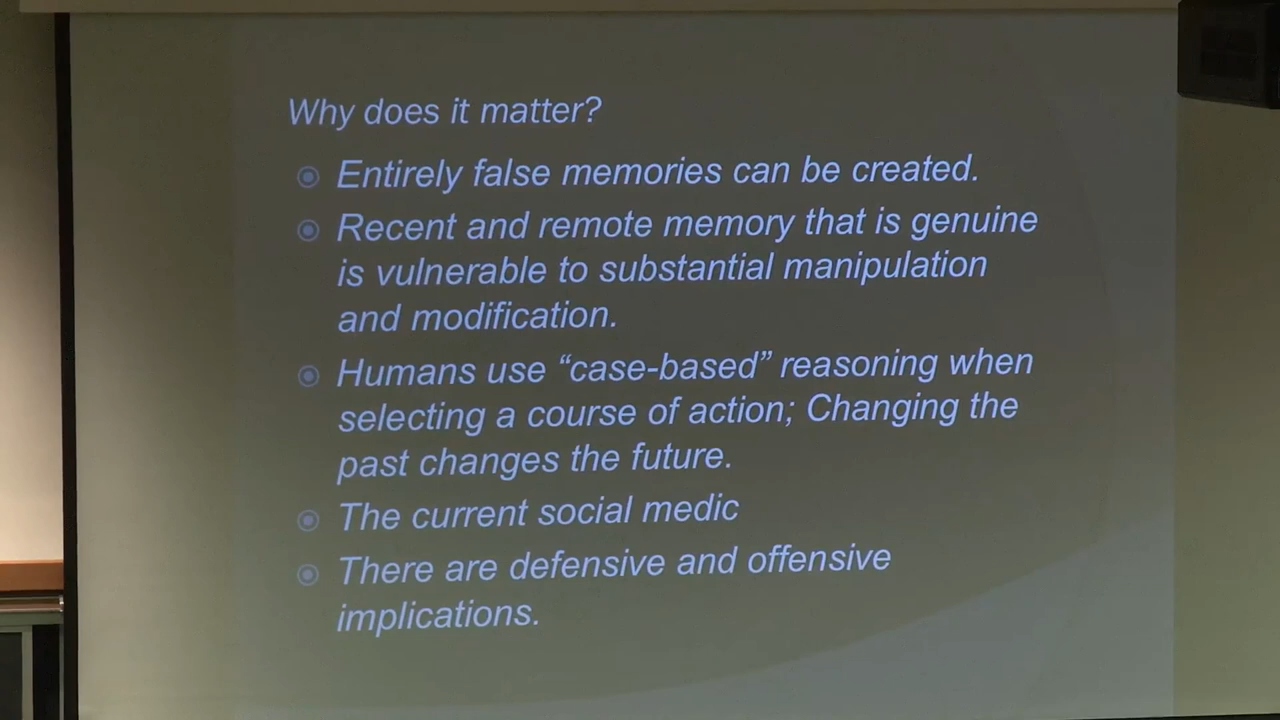 Why does it matter?
Entirely false memories can be created.
Recent and remote memory that is genuine
is vulnerable to substantial manipulation
and modification.
Humans use “case-based” reasoning when
selecting a course of action; Changing the
past changes the future.
The current social medic
There are defensive and offensive
implications.